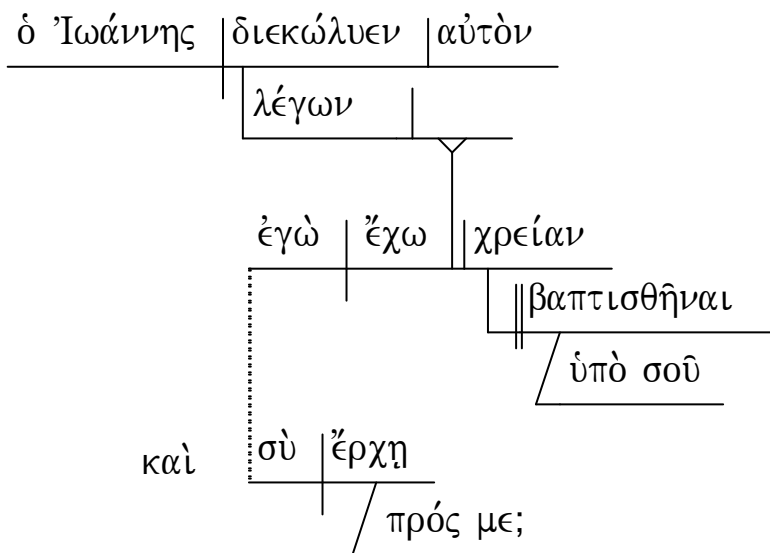 ὁ Ἰωάννης διεκώλυεν αὐτὸν
λέγων
ἐγὼ ἔχω χρείαν
βαπτισθῆναι
ὑπὸ σοῦ
καὶ σὺ ἔρχῃ
πρός με;